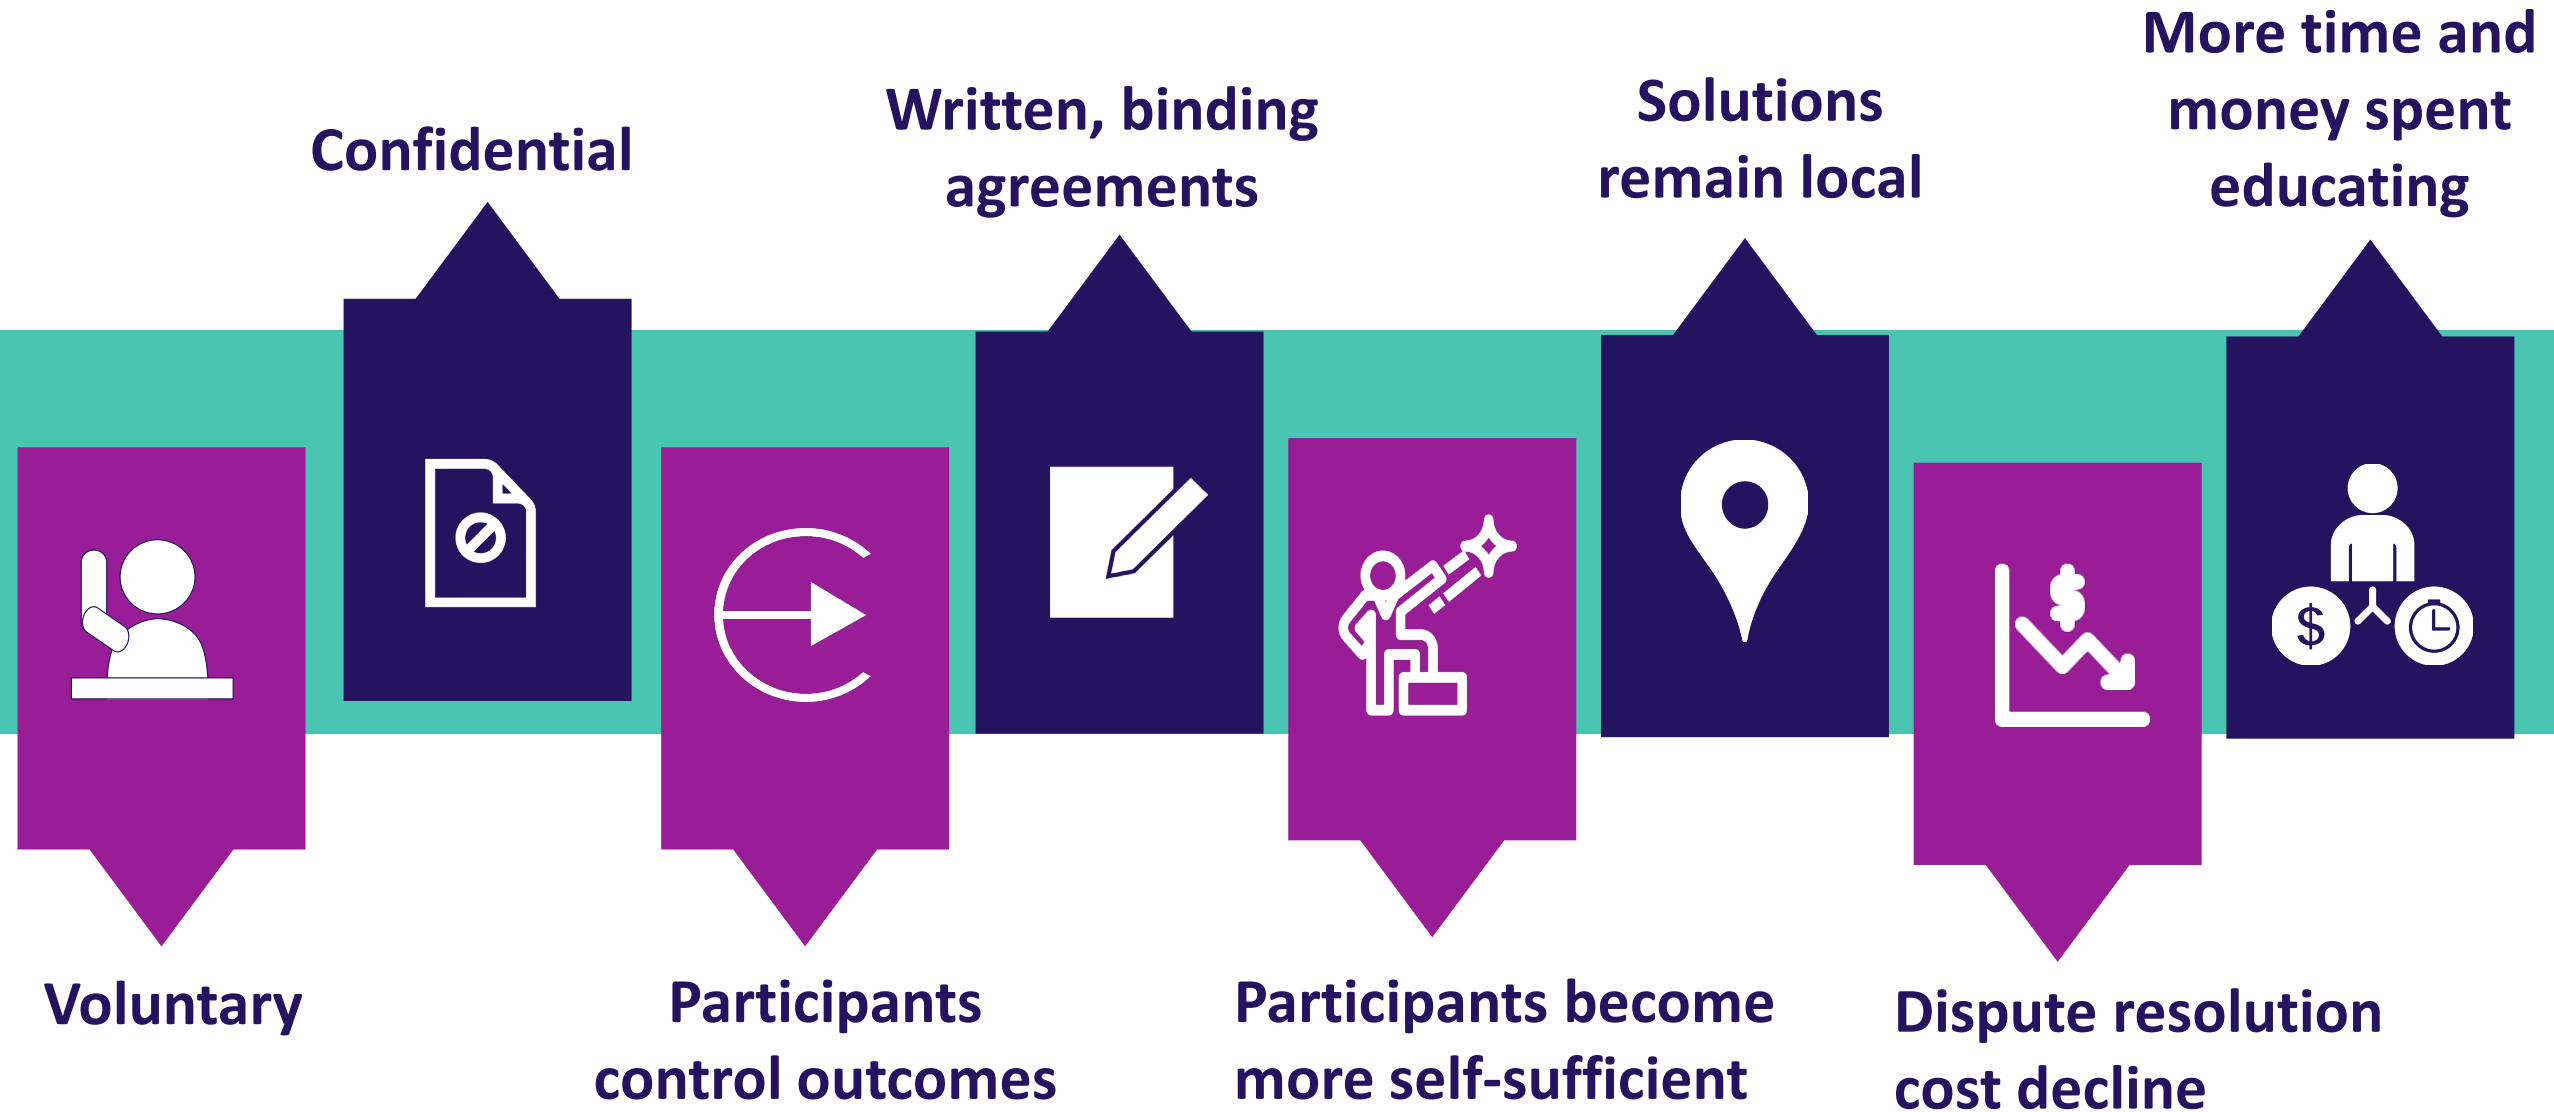 Voluntary
Confidential
Participants
control outcomes
Written, binding
agreements
Participants become
more self-sufficient
Solutions
remain local
$
Dispute resolution
cost decline
More time and
money spent
educating
$